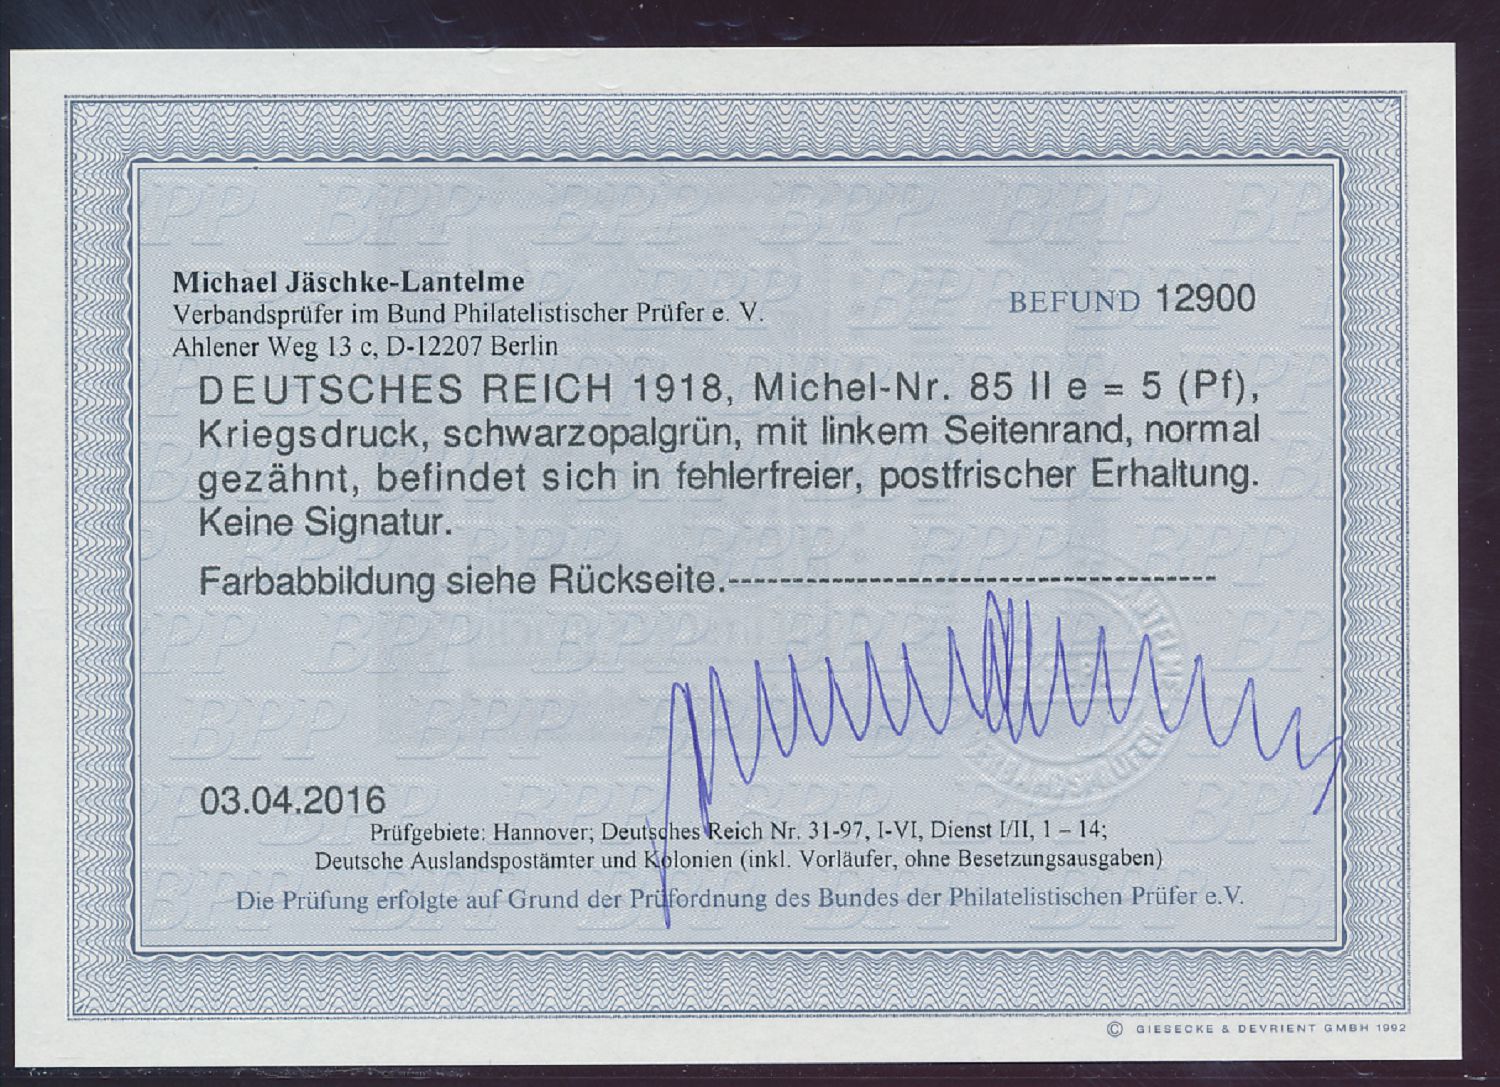 Michael Jäschke-Lantelme
Verbandsprüfer im Bund Philatelistischer Prüfer e. V.
Ahlener Weg 13 c, D-12207 Berlin
BEFUND 12900
DEUTSCHES REICH 1918, Michel-Nr. 85 II e = 5 (Pf),
Kriegsdruck, schwarzopalgrün, mit linkem Seitenrand, normal
gezähnt, befindet sich in fehlerfreier, postfrischer Erhaltung.
Keine Signatur.
Farbabbildung siehe Rückseite.--------------------------------------
03.04.2016
Prüfgebiete: Hannover; Deutsches Reich Nr. 31-97, I-VI, Dienst I/II, 1 – 14;
Deutsche Auslandspostämter und Kolonien (inkl. Vorläufer, ohne Besetzungsausgaben)
Die Prüfung erfolgte auf Grund der Prüfordnung des Bundes der Philatelistischen Prüfer e.V.
© GIESECKE & DEVRIENT GMBH 1992